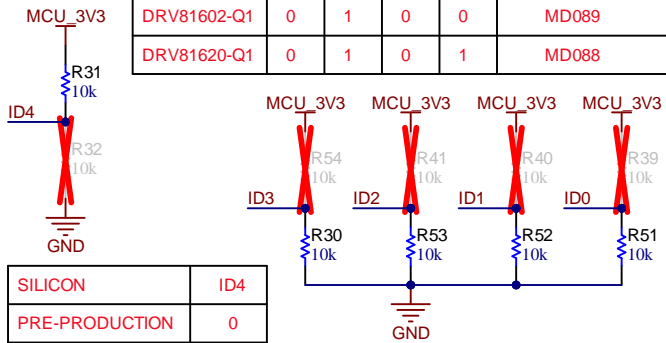 DRV81602-Q1 0 1 0 0 MD089
DRV81620-Q1 0 1 0 1 MD088
MCU_3V3
R31
10k
ID4
R32
10k
GND
MCU_3V3 MCU_3V3 MCU_3V3 MCU_3V3
R54 R41 R40 R39
10k 10k 10k 10k
ID3 ID2 ID1 ID0
R30 R53 R52 R51
10k 10k 10k 10k
GND
SILICON ID4
PRE-PRODUCTION 0